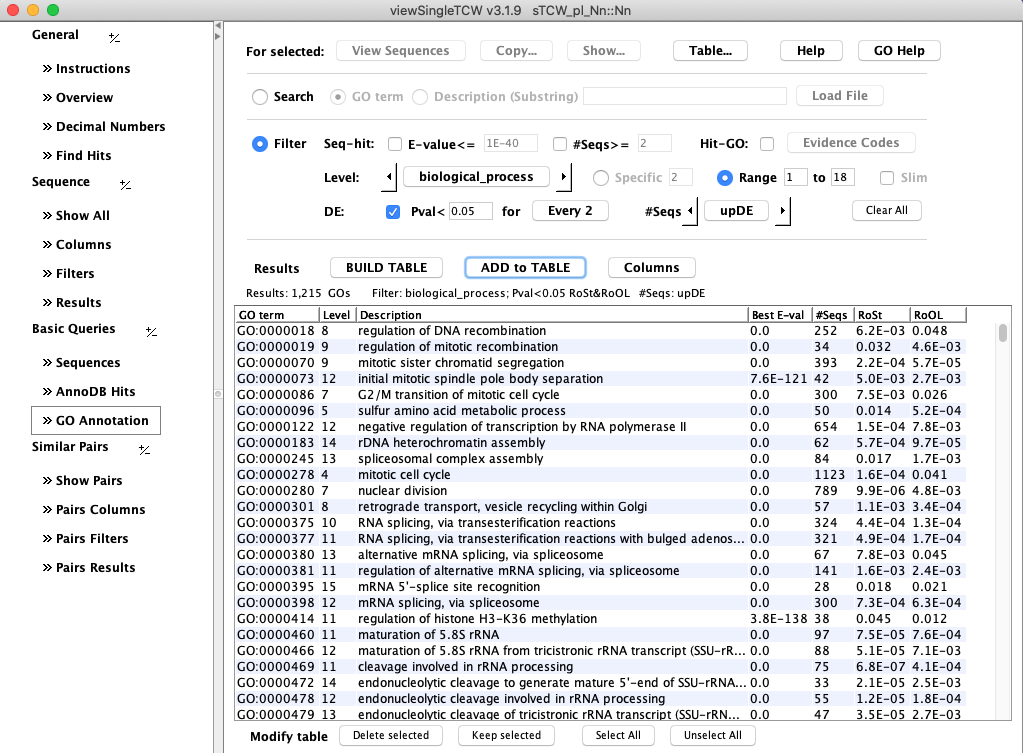 viewSingleTCW v3.1.9 sTCW_pl_Nn::Nn
General
>> Instructions
>> Overview
>> Decimal Numbers
>> Find Hits
Sequence
>> Show All
>> Columns
>> Filters
>> Results
Basic Queries
>> Sequences
>> AnnoDB Hits
>> GO Annotation
Similar Pairs
>> Show Pairs
>> Pairs Columns
>> Pairs Filters
>> Pairs Results
For selected: View Sequences Copy... Show... Table... Help GO Help
Search GO term Description (Substring) Load File
Filter Seq-hit: E-value<= 1E-40 #Seqs>= 2 Hit-GO: Evidence Codes
Level: biological_process Specific 2 Range 1 to 18 Slim
DE: Pval< 0.05 for Every 2 #Seqs upDE Clear All
Results BUILD TABLE ADD to TABLE Columns
Results: 1,215 GOs Filter: biological_process; Pval<0.05 RoSt&RoOL #Seqs: upDE
GO term Level Description Best E-val #Seqs RoSt RoOL
GO:0000018 8 regulation of DNA recombination 0.0 252 6.2E-03 0.048
GO:0000019 9 regulation of mitotic recombination 0.0 34 0.032 4.6E-03
GO:0000070 9 mitotic sister chromatid segregation 0.0 393 2.2E-04 5.7E-05
GO:0000073 12 initial mitotic spindle pole body separation 7.6E-121 42 5.0E-03 2.7E-03
GO:0000086 7 G2/M transition of mitotic cell cycle 0.0 300 7.5E-03 0.026
GO:0000096 5 sulfur amino acid metabolic process 0.0 50 0.014 5.2E-04
GO:0000122 12 negative regulation of transcription by RNA polymerase II 0.0 654 1.5E-04 7.8E-03
GO:0000183 14 rDNA heterochromatin assembly 0.0 62 5.7E-04 9.7E-05
GO:0000245 13 spliceosomal complex assembly 0.0 84 0.017 1.7E-03
GO:0000278 4 mitotic cell cycle 0.0 1123 1.6E-04 0.041
GO:0000280 7 nuclear division 0.0 789 9.9E-06 4.8E-03
GO:0000301 8 retrograde transport, vesicle recycling within Golgi 0.0 57 1.1E-03 3.4E-04
GO:0000375 10 RNA splicing, via transesterification reactions 0.0 324 4.4E-04 1.3E-04
GO:0000377 11 RNA splicing, via transesterification reactions with bulged adenos... 0.0 321 4.9E-04 1.7E-04
GO:0000380 13 alternative mRNA splicing, via spliceosome 0.0 67 7.8E-03 0.045
GO:0000381 11 regulation of alternative mRNA splicing, via spliceosome 0.0 141 1.6E-03 2.4E-03
GO:0000395 15 mRNA 5'-splice site recognition 0.0 28 0.018 0.021
GO:0000398 12 mRNA splicing, via spliceosome 0.0 300 7.3E-04 6.3E-04
GO:0000414 11 regulation of histone H3-K36 methylation 3.8E-138 38 0.045 0.012
GO:0000460 11 maturation of 5.8S rRNA 0.0 97 7.5E-05 7.6E-04
GO:0000466 12 maturation of 5.8S rRNA from tricistronic rRNA transcript (SSU-rR... 0.0 88 5.1E-05 7.1E-03
GO:0000469 11 cleavage involved in rRNA processing 0.0 75 6.8E-07 4.1E-04
GO:0000472 14 endonucleolytic cleavage to generate mature 5'-end of SSU-rRNA... 0.0 33 2.1E-05 2.5E-03
GO:0000478 12 endonucleolytic cleavage involved in rRNA processing 0.0 55 1.2E-05 1.8E-04
GO:0000479 13 endonucleolytic cleavage of tricistronic rRNA transcript (SSU-rRN... 0.0 47 3.5E-05 2.7E-03
Modify table Delete selected Keep selected Select All Unselect All